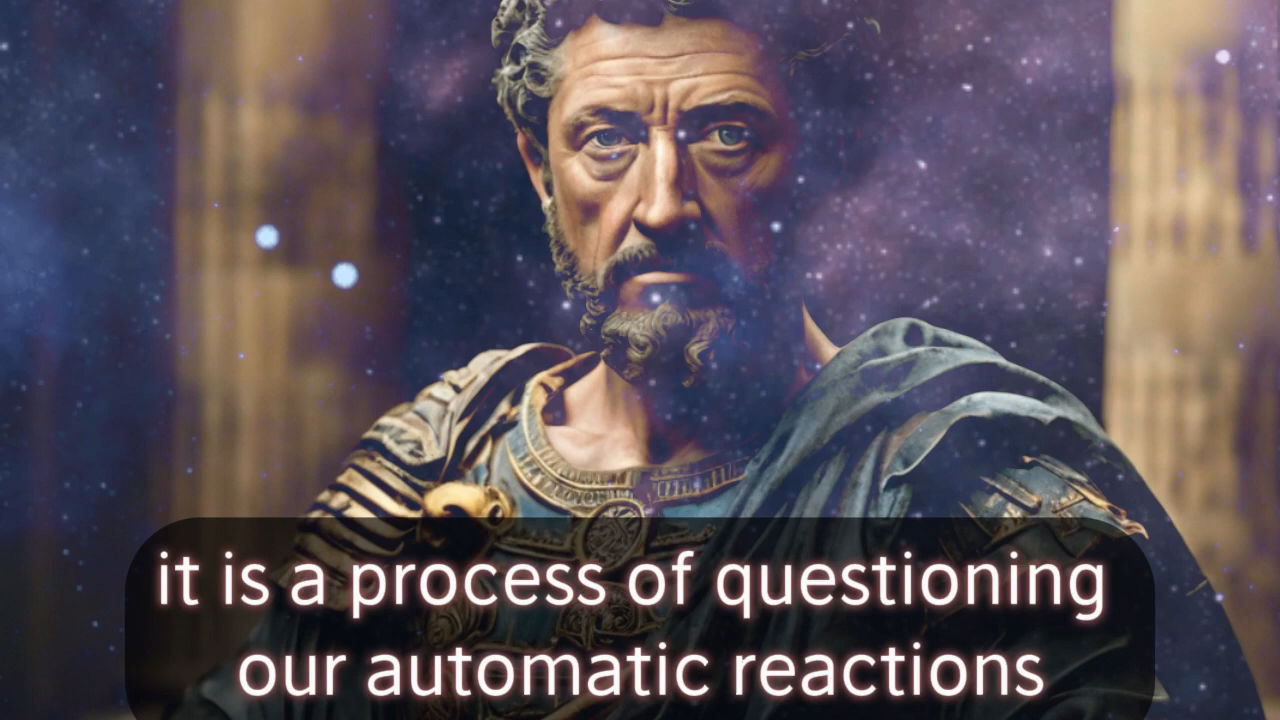 it is a process of questioning
our automatic reactions